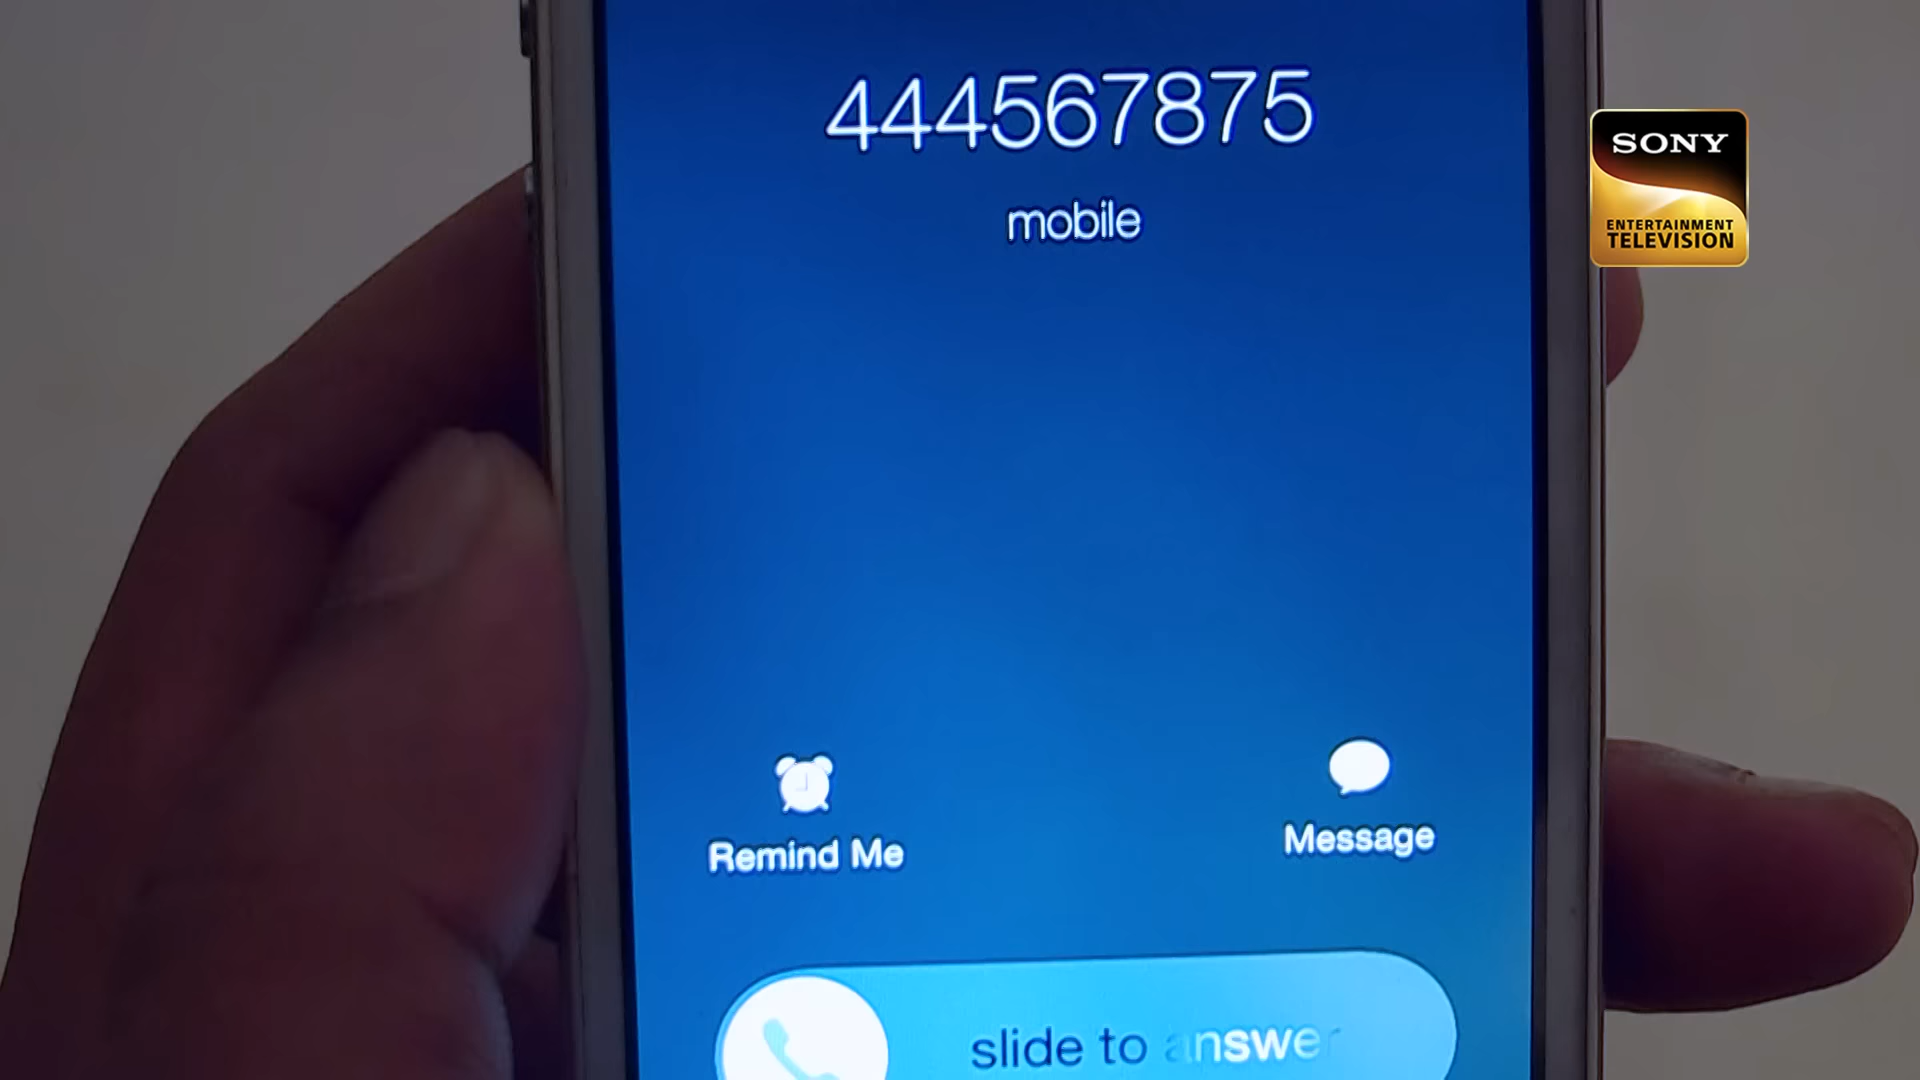 444567875
mobile
SONY
ENTERTAINMENT
TELEVISION
Remind Me
Message
slide to answer